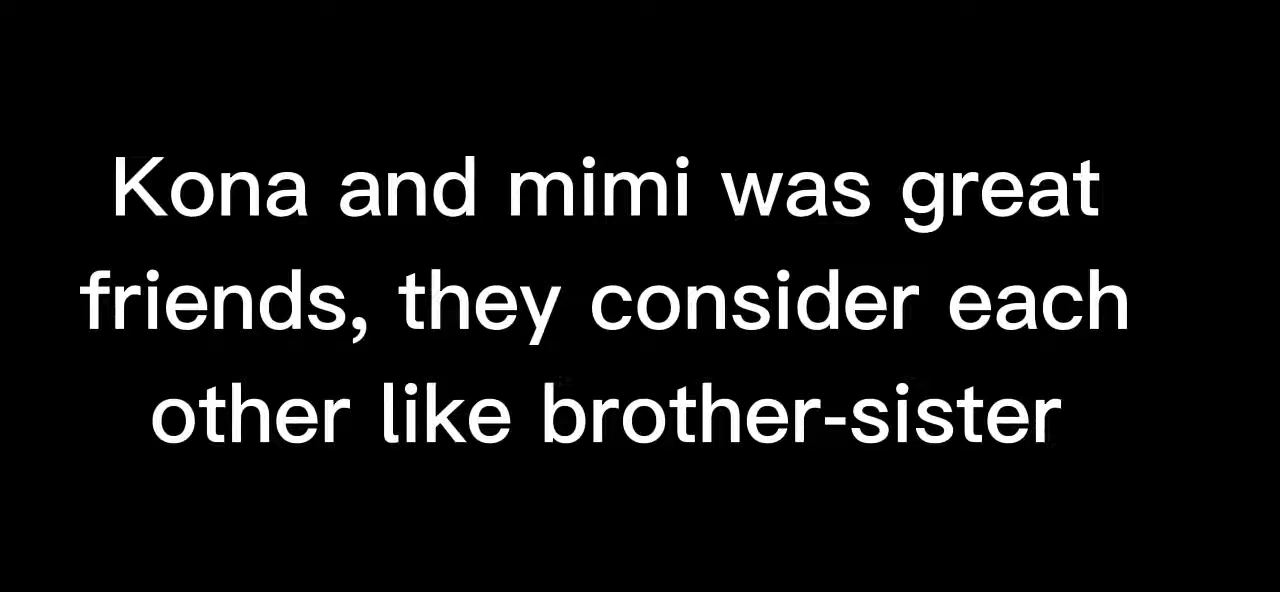 Kona and mimi was great
friends, they consider each
other like brother-sister